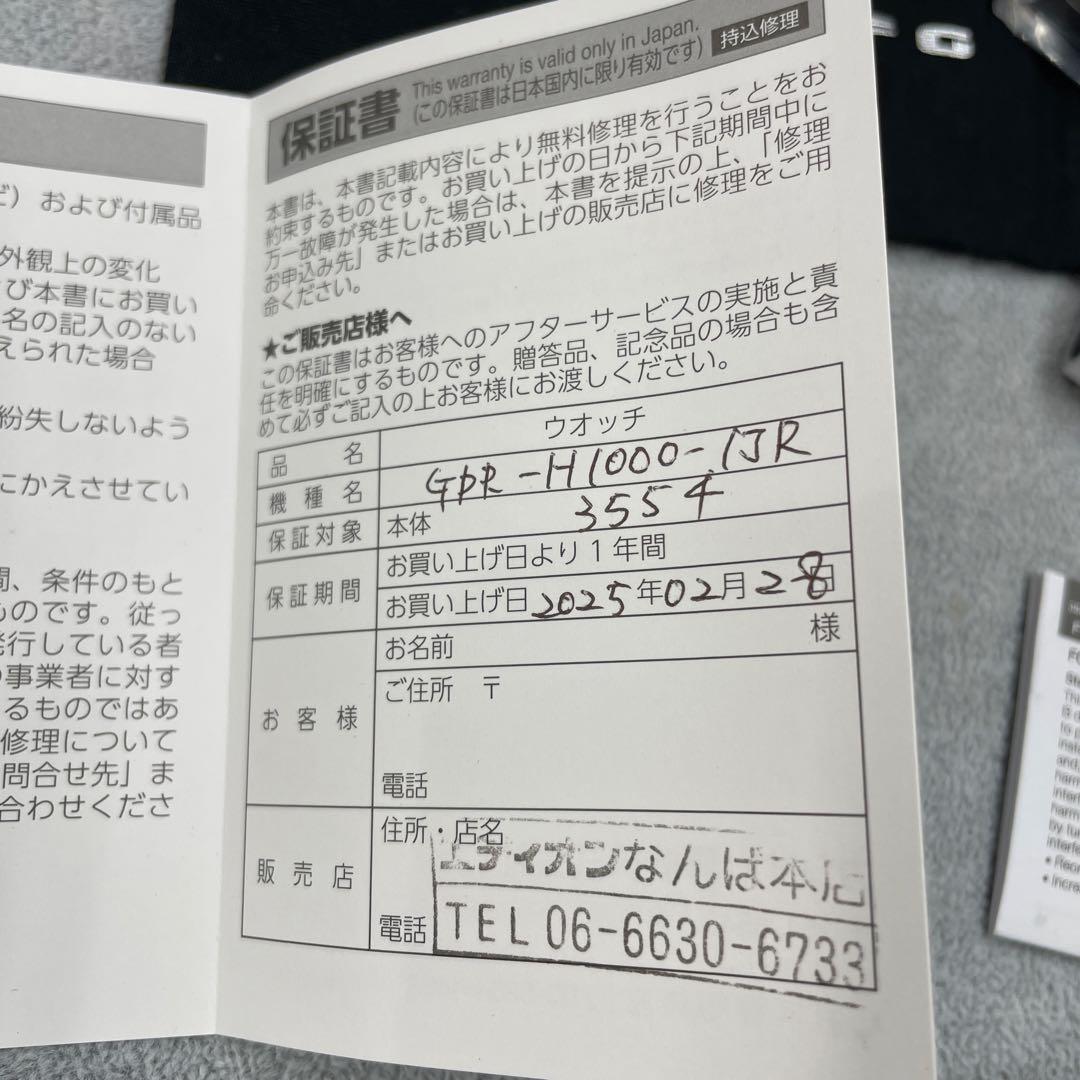 G
だ）および付属品
外観上の変化
び本書にお買い
名の記入のない
えられた場合
紛失しないよう
にかえさせてい
間、条件のもと
ものです。従っ
発行している者
の事業者に対す
るものではあ
修理について
問合せ先」ま
合わせくださ
保証書
This warranty is valid only in Japan.
(この保証書は日本国内に限り有効です)
持込修理
本書は、本書記載内容により無料修理を行うことをお
約束するものです。お買い上げの日から下記期間中に
万一故障が発生した場合は、本書を提示の上、「修理
お申込み先」またはお買い上げの販売店に修理をご用
命ください。
★ご販売店様へ
この保証書はお客様へのアフターサービスの実施と責
任を明確にするものです。贈答品、記念品の場合も含
めて必ずご記入の上お客様にお渡しください。
品名 ウオッチ
機種名 GPR-H1000-1JR
3554
保証対象 本体
保証期間 お買い上げ日より1年間
お買い上げ日 2025年02月28日
お客様 お名前 様
ご住所 〒
電話
販売店 住所・店名
エディオンなんば本店
電話 TEL 06-6630-6733